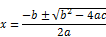 x = (−b ± √(b² − 4ac)) / 2a